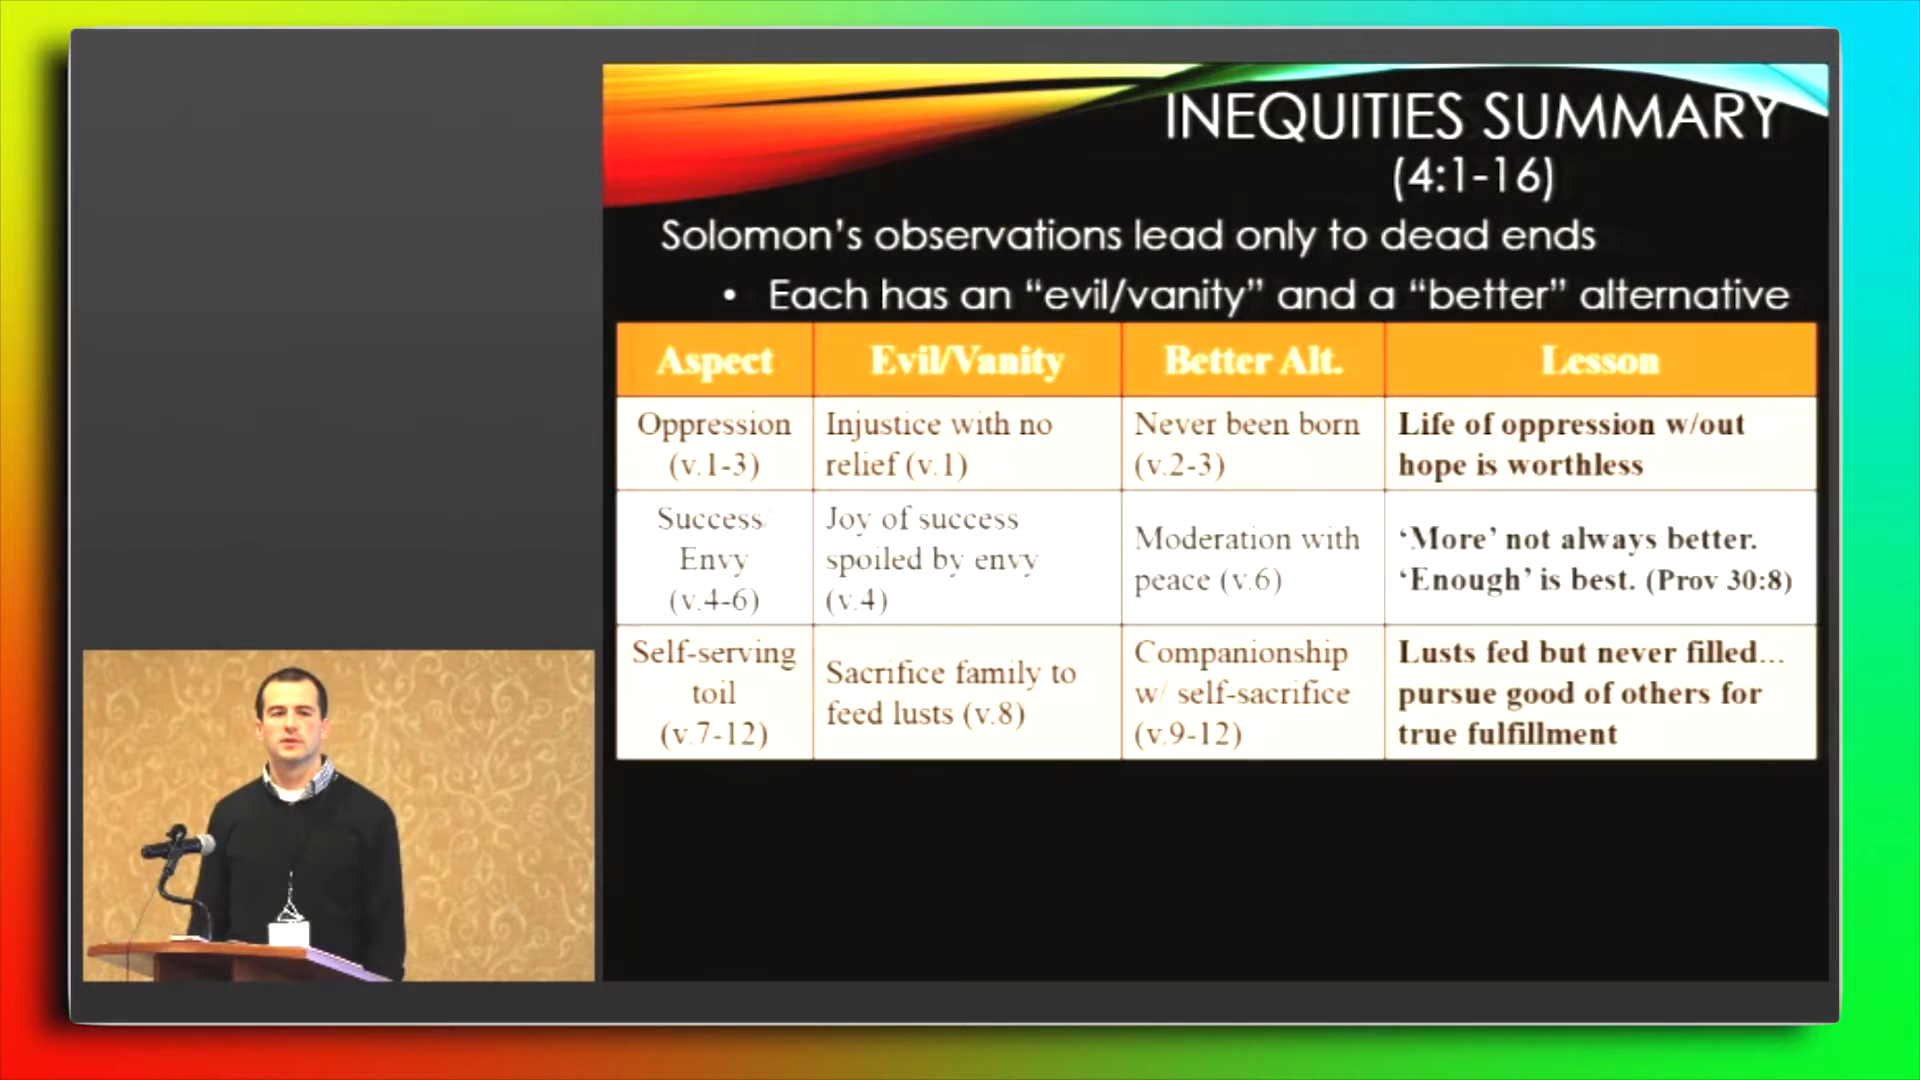 INEQUITIES SUMMARY
(4:1-16)
Solomon’s observations lead only to dead ends
• Each has an “evil/vanity” and a “better” alternative
Aspect
Evil/Vanity
Better Alt.
Lesson
Oppression
(v.1-3)
Injustice with no
relief (v.1)
Never been born
(v.2-3)
Life of oppression w/out
hope is worthless
Success/
Envy
(v.4-6)
Joy of success
spoiled by envy
(v.4)
Moderation with
peace (v.6)
‘More’ not always better.
‘Enough’ is best. (Prov 30:8)
Self-serving
toil
(v.7-12)
Sacrifice family to
feed lusts (v.8)
Companionship
w/ self-sacrifice
(v.9-12)
Lusts fed but never filled…
pursue good of others for
true fulfillment